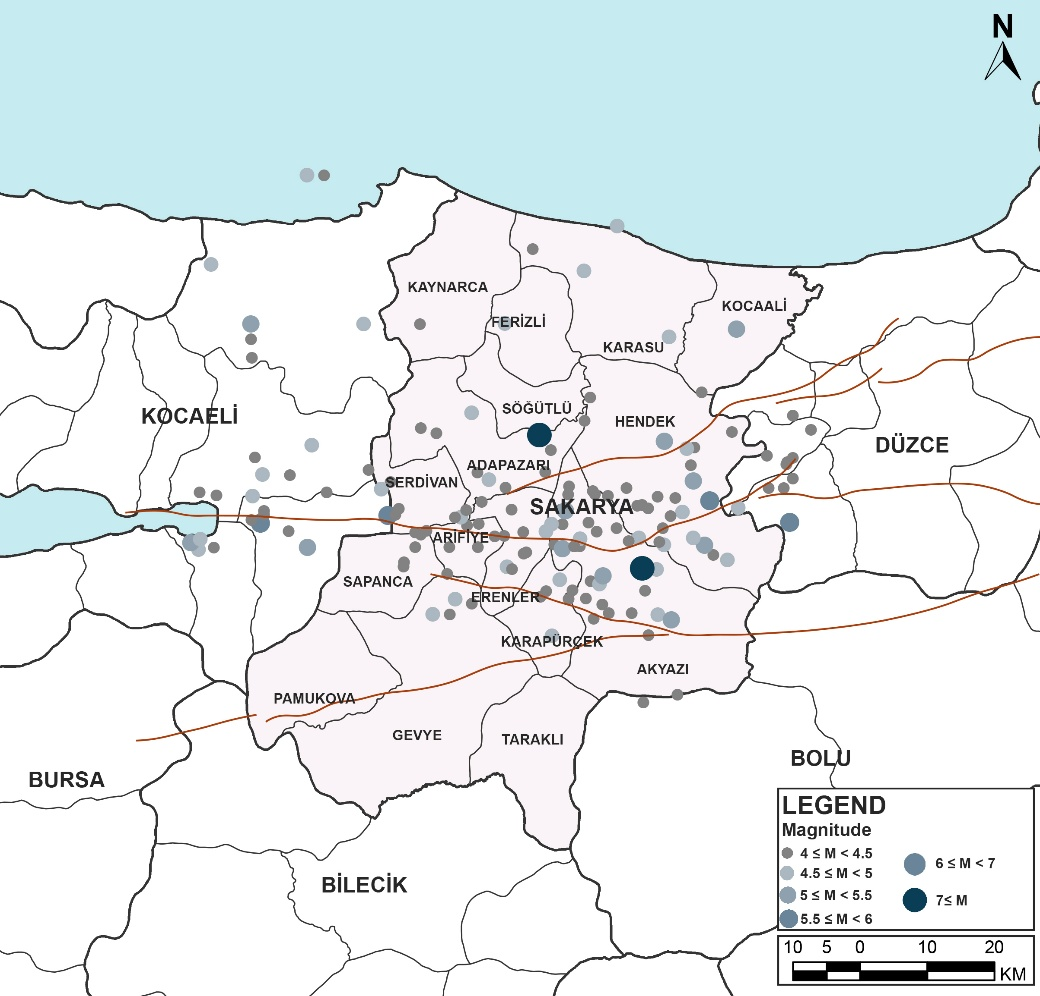 N
KAYNARCA
KOCAALİ
FERİZLİ
KARASU
KOCAELİ
SÖĞÜTLÜ
HENDEK
DÜZCE
ADAPAZARI
SERDİVAN
SAKARYA
ARİFİYE
SAPANCA
ERENLER
KARAPÜRÇEK
AKYAZI
PAMUKOVA
GEVYE
TARAKLI
BOLU
BURSA
BİLECİK
LEGEND
Magnitude
4 ≤ M < 4.5
4.5 ≤ M < 5
5 ≤ M < 5.5
5.5 ≤ M < 6
6 ≤ M < 7
7≤ M
10 5 0 10 20
KM